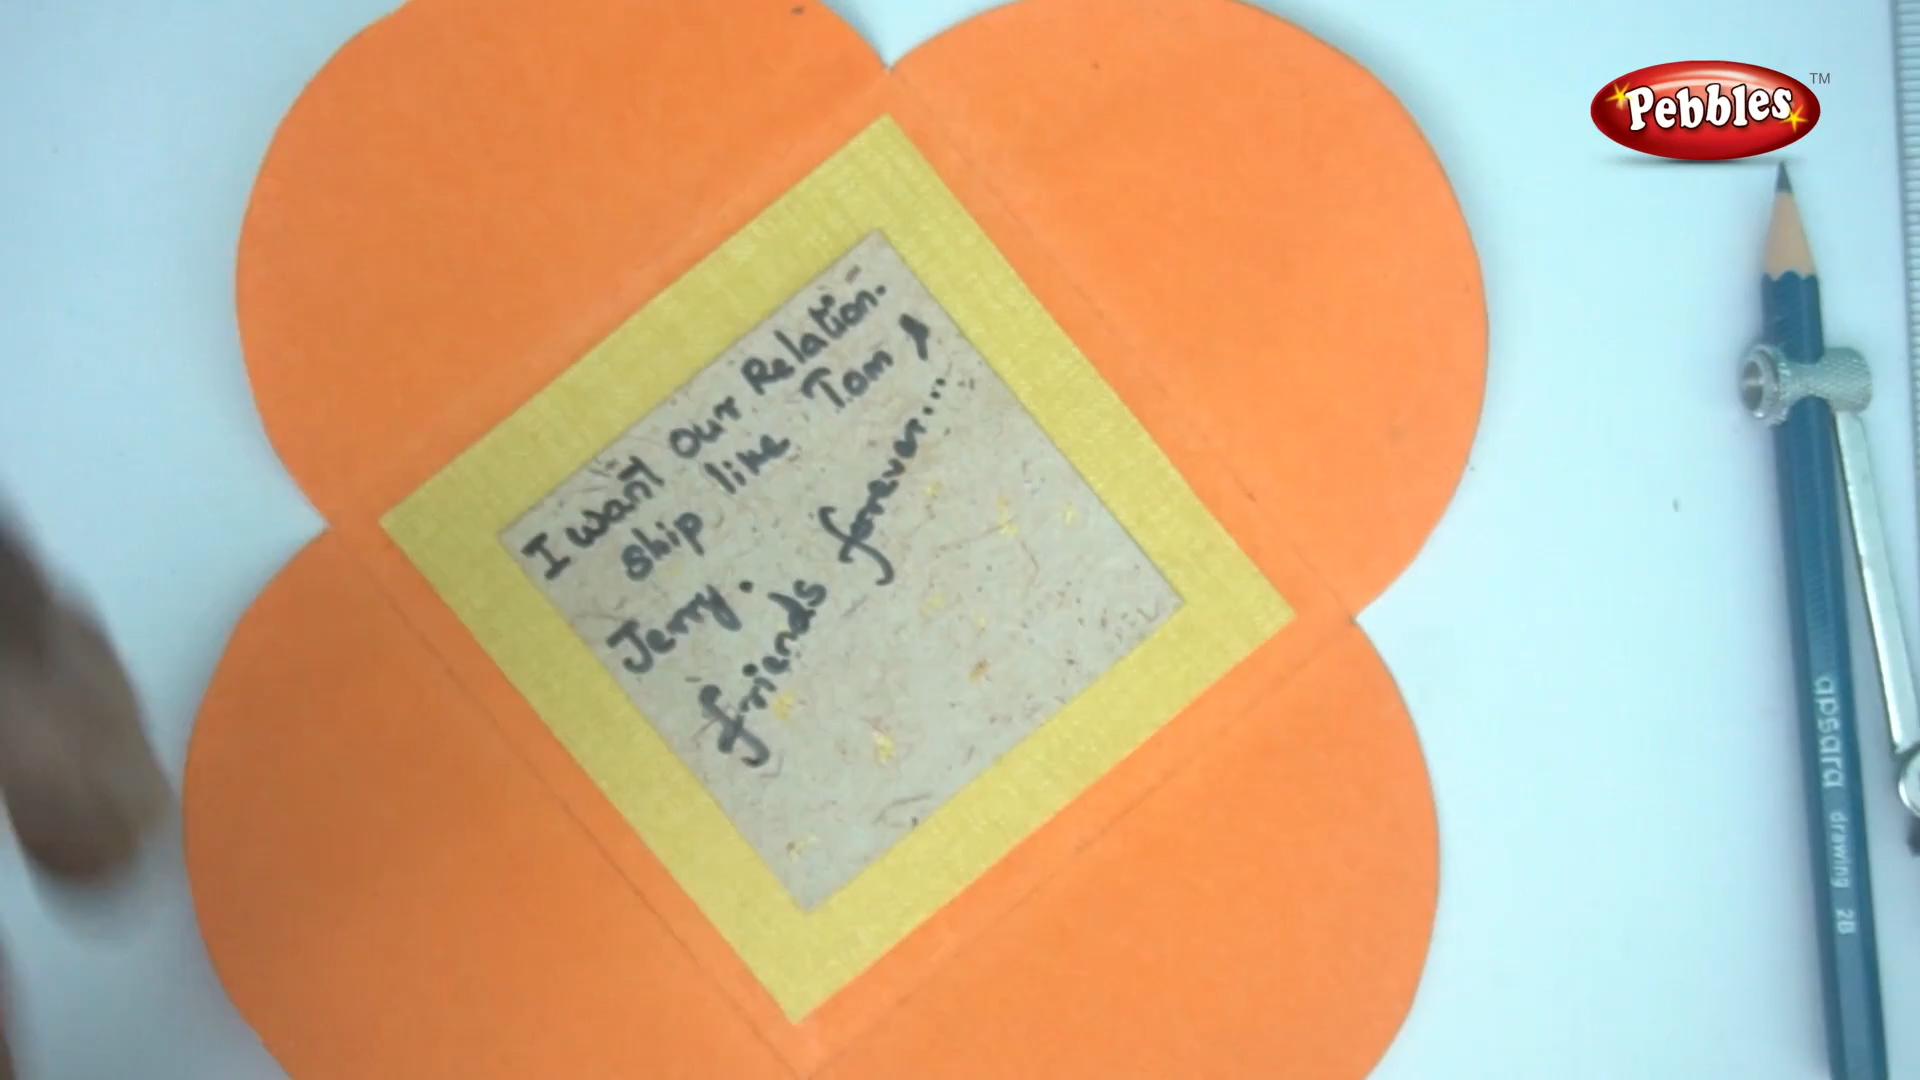 I want our Relation-
ship like Tom &
Jerry.
friends forever...
Pebbles TM
apsara drawing 2B